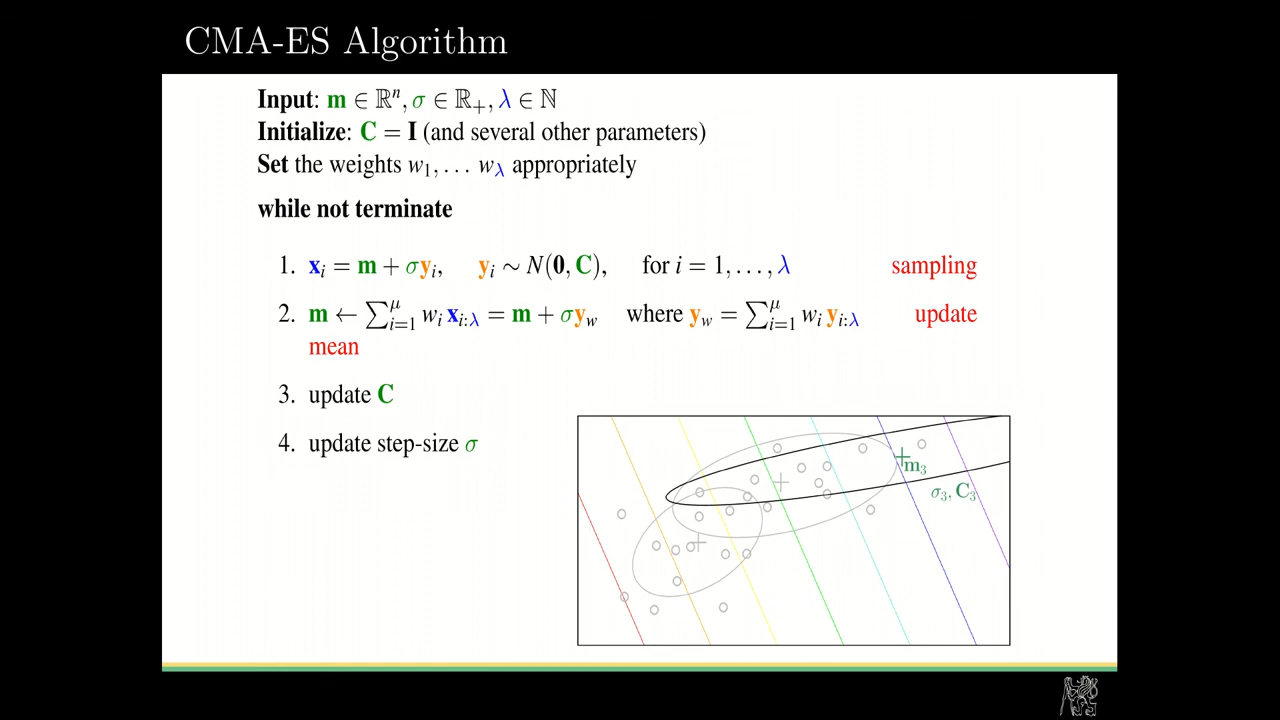 CMA-ES Algorithm
Input: m ∈ ℝⁿ, σ ∈ ℝ₊, λ ∈ ℕ
Initialize: C = I (and several other parameters)
Set the weights w₁, … w_λ appropriately
while not terminate
1. xᵢ = m + σyᵢ, yᵢ ~ N(0, C), for i = 1, …, λ sampling
2. m ← ∑_{i=1}^{μ} wᵢ x_{i:λ} = m + σy_w where y_w = ∑_{i=1}^{μ} wᵢ y_{i:λ} update
mean
3. update C
4. update step-size σ
m₃
σ₃, C₃